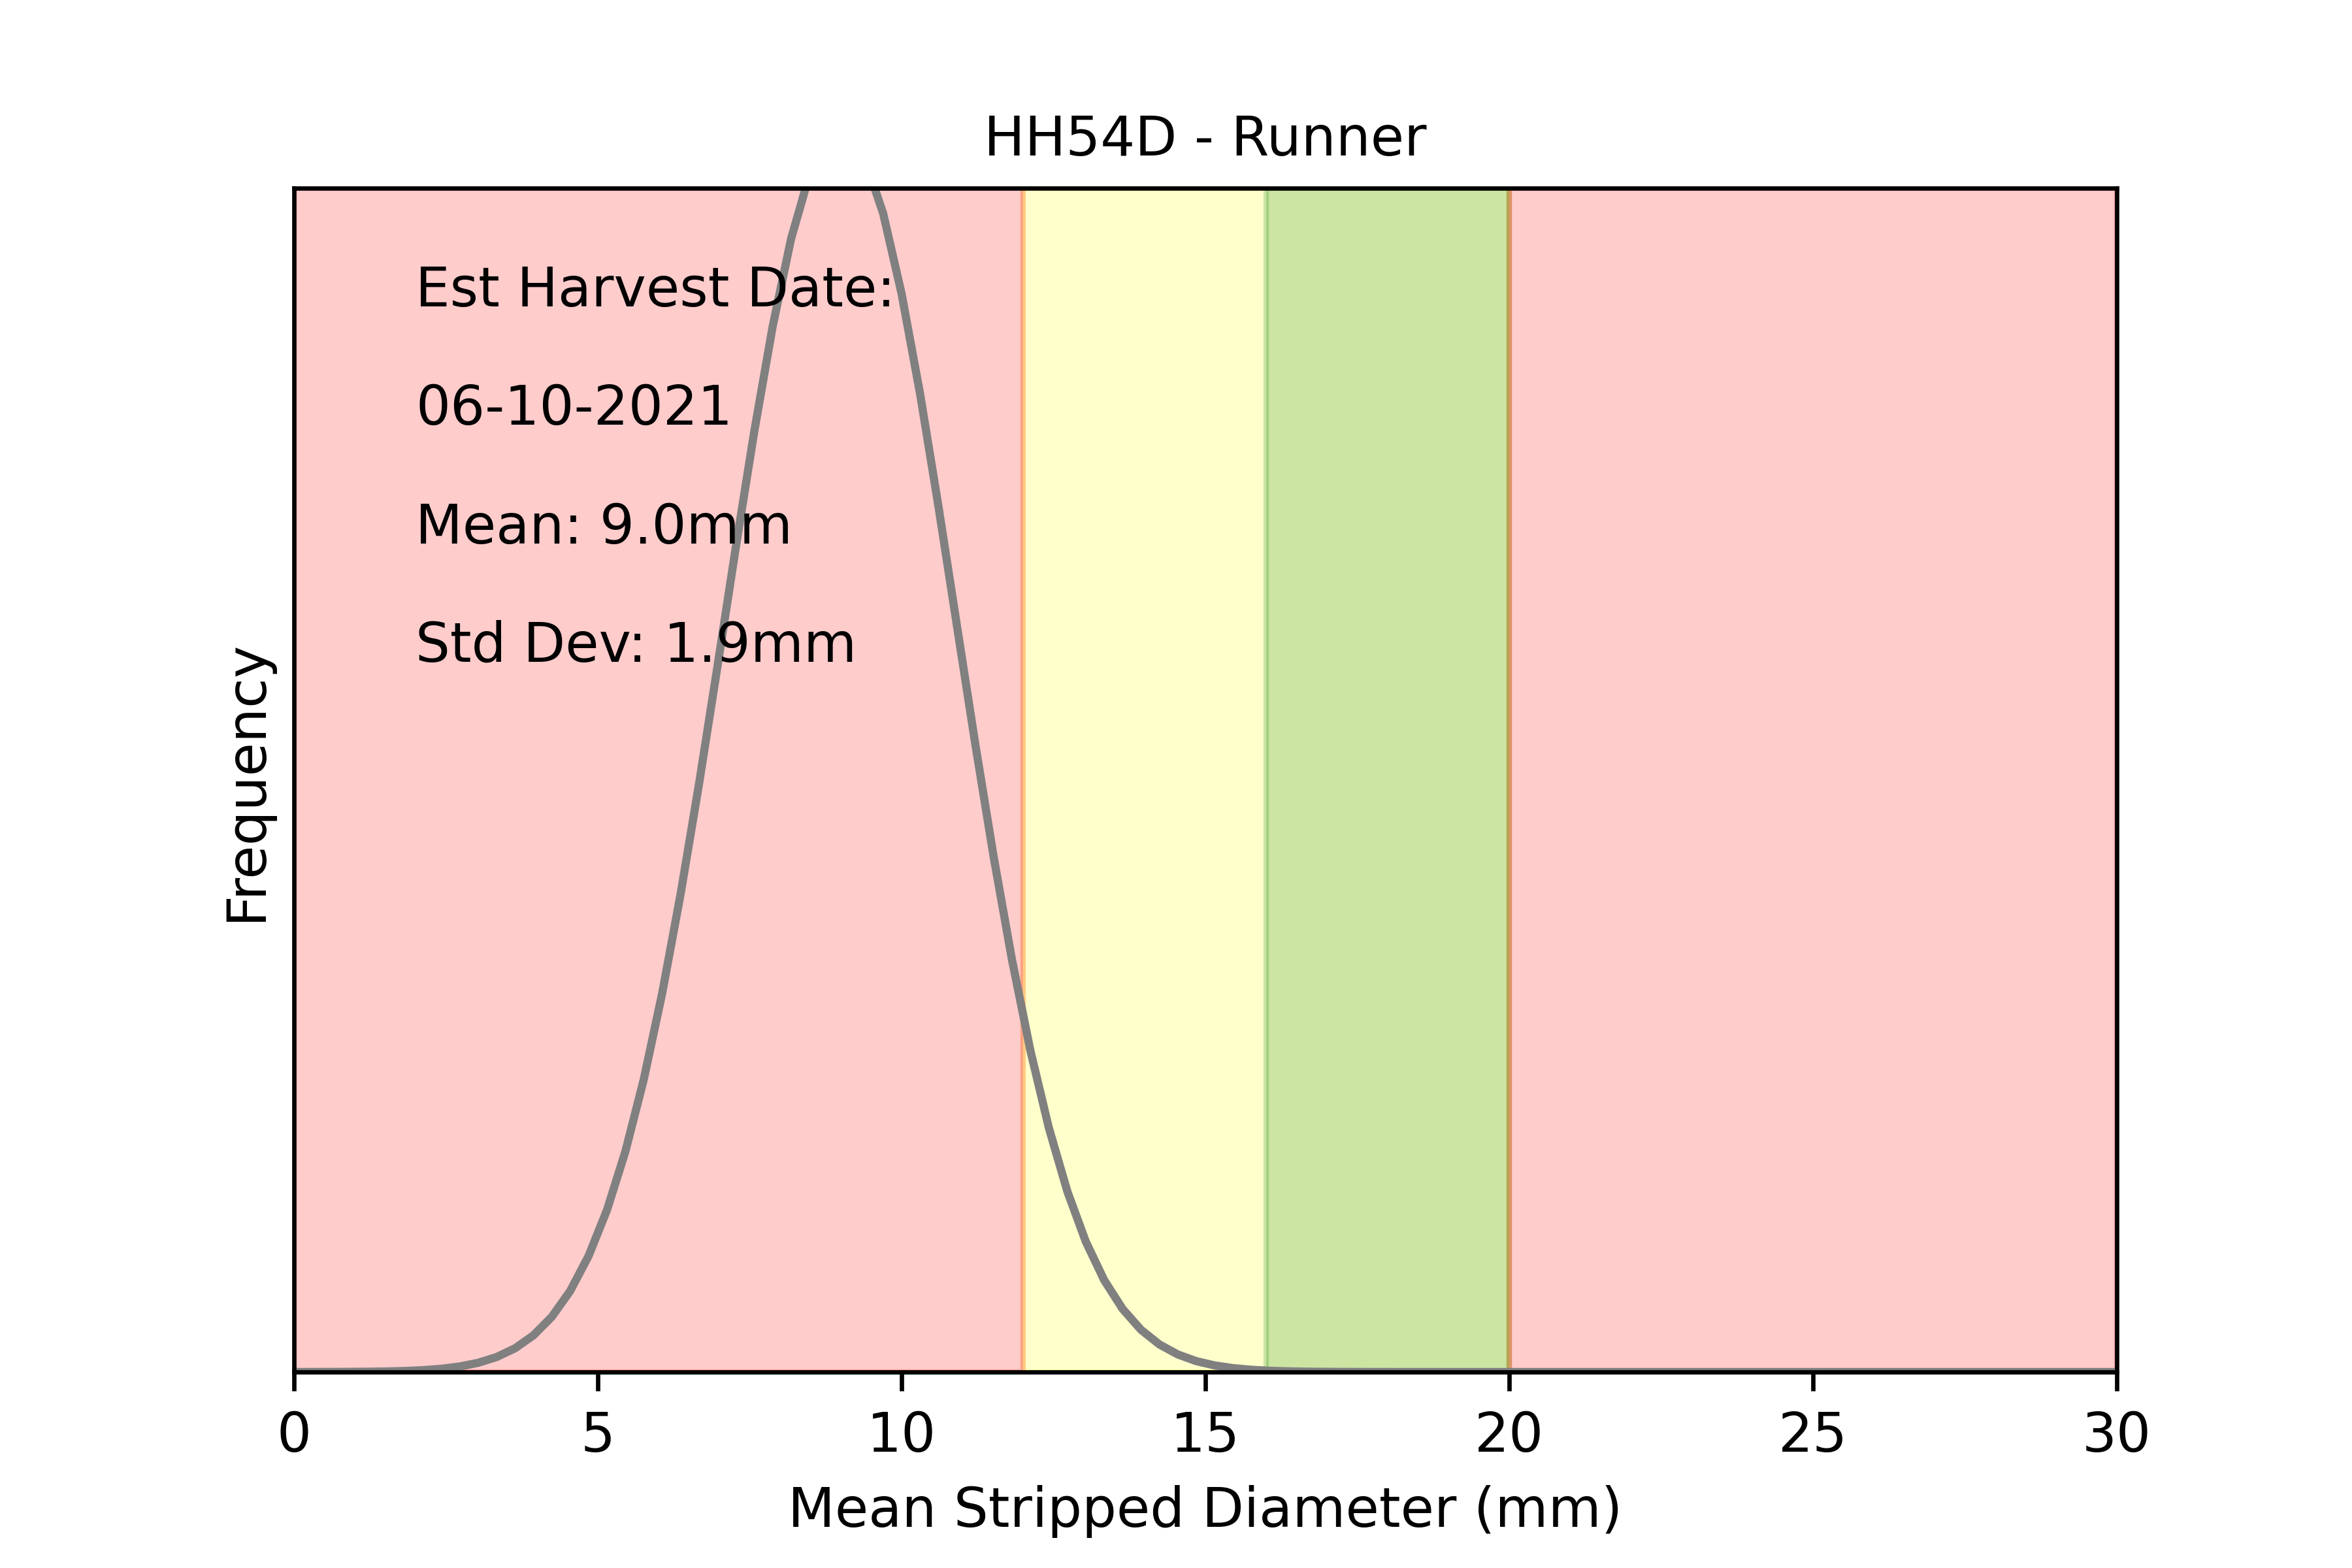 HH54D - Runner
Est Harvest Date:
06-10-2021
Mean: 9.0mm
Std Dev: 1.9mm
Frequency
0 5 10 15 20 25 30
Mean Stripped Diameter (mm)